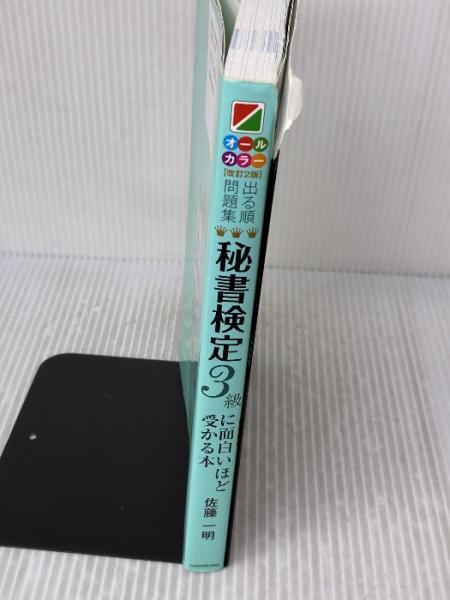 オール
カラー
[改訂2版]
出る順
問題集
秘書検定
3級
に面白いほど
受かる本
佐藤一明
KADOKAWA